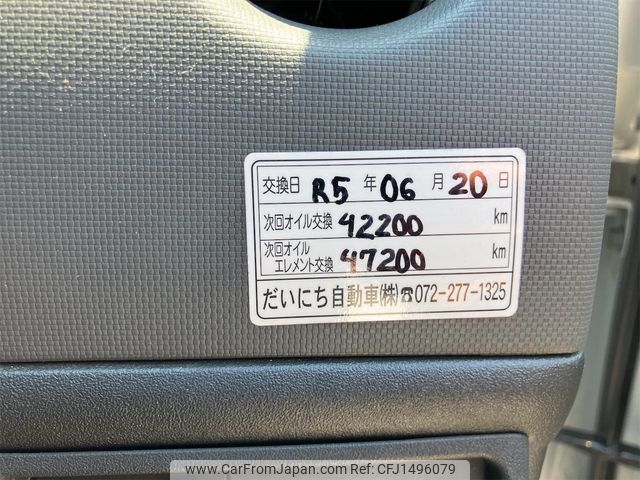 交換日 R5 年 06 月 20 日
次回オイル交換 42200 km
次回オイル
エレメント交換 47200 km
だいにち自動車㈱☎072-277-1325
www.CarFromJapan.com - Ref: CFJ1496079